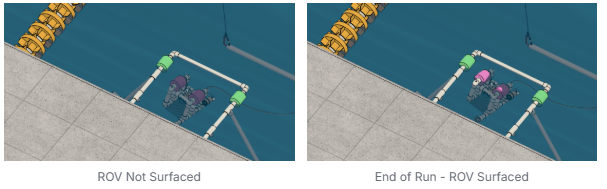 ROV Not Surfaced
End of Run - ROV Surfaced